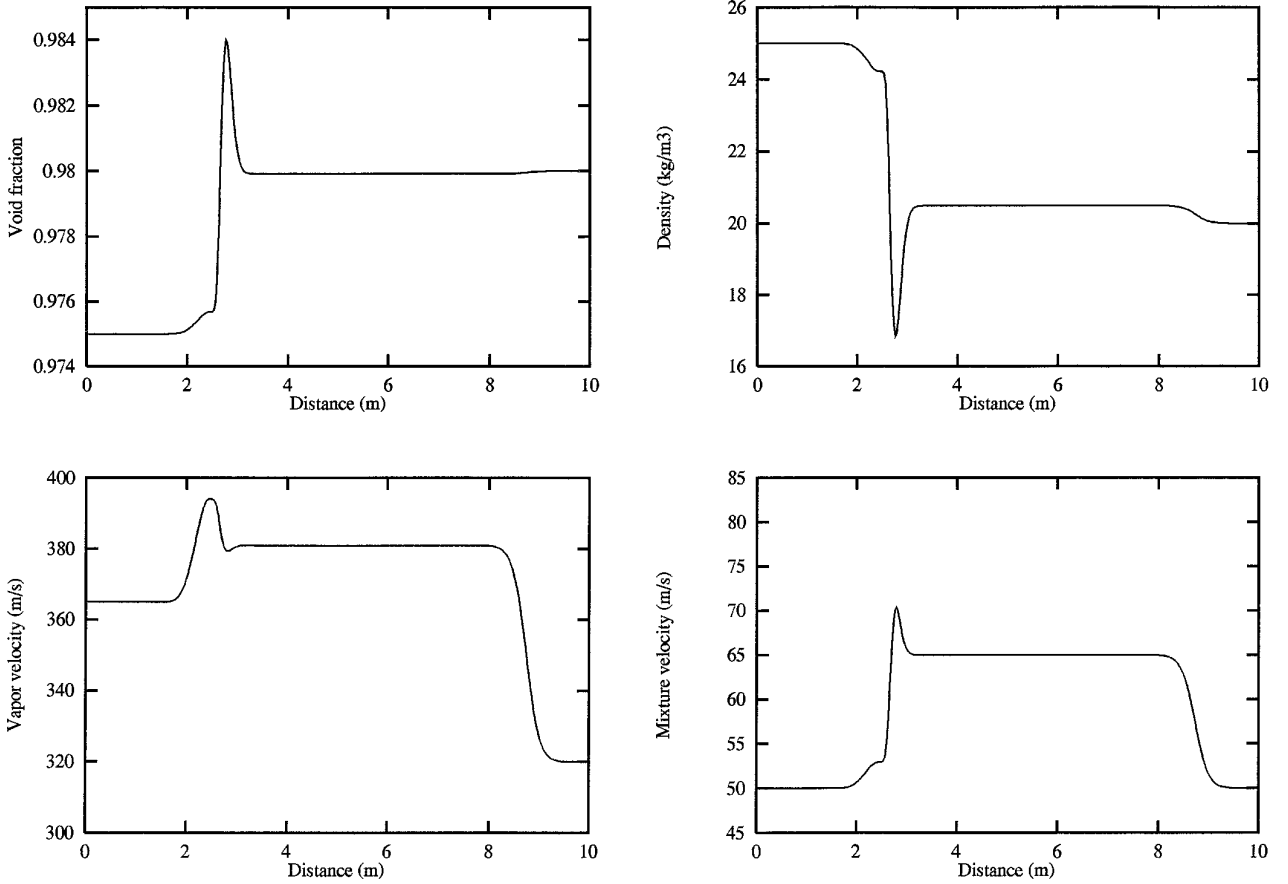 0.984
0.982
0.98
0.978
0.976
0.974
Void fraction
0 2 4 6 8 10
Distance (m)
26
24
22
20
18
16
Density (kg/m3)
0 2 4 6 8 10
Distance (m)
400
380
360
340
320
300
Vapor velocity (m/s)
0 2 4 6 8 10
Distance (m)
85
80
75
70
65
60
55
50
45
Mixture velocity (m/s)
0 2 4 6 8 10
Distance (m)